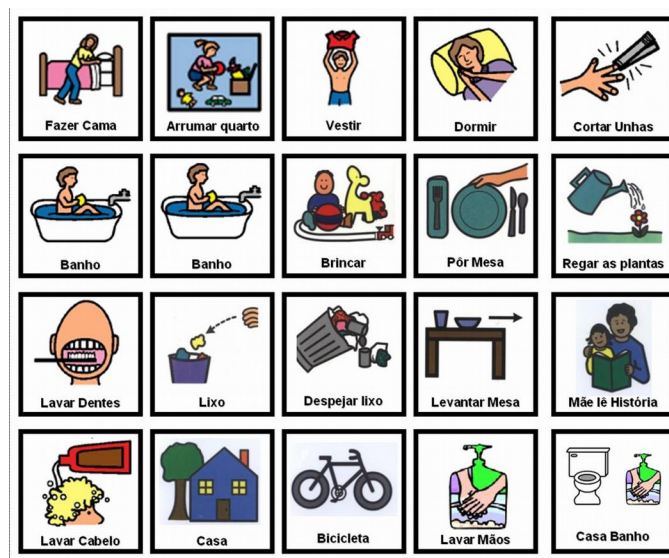 Fazer Cama
Arrumar quarto
Vestir
Dormir
Cortar Unhas
Banho
Banho
Brincar
Pôr Mesa
Regar as plantas
Lavar Dentes
Lixo
Despejar lixo
Levantar Mesa
Mãe lê História
Lavar Cabelo
Casa
Bicicleta
Lavar Mãos
Casa Banho